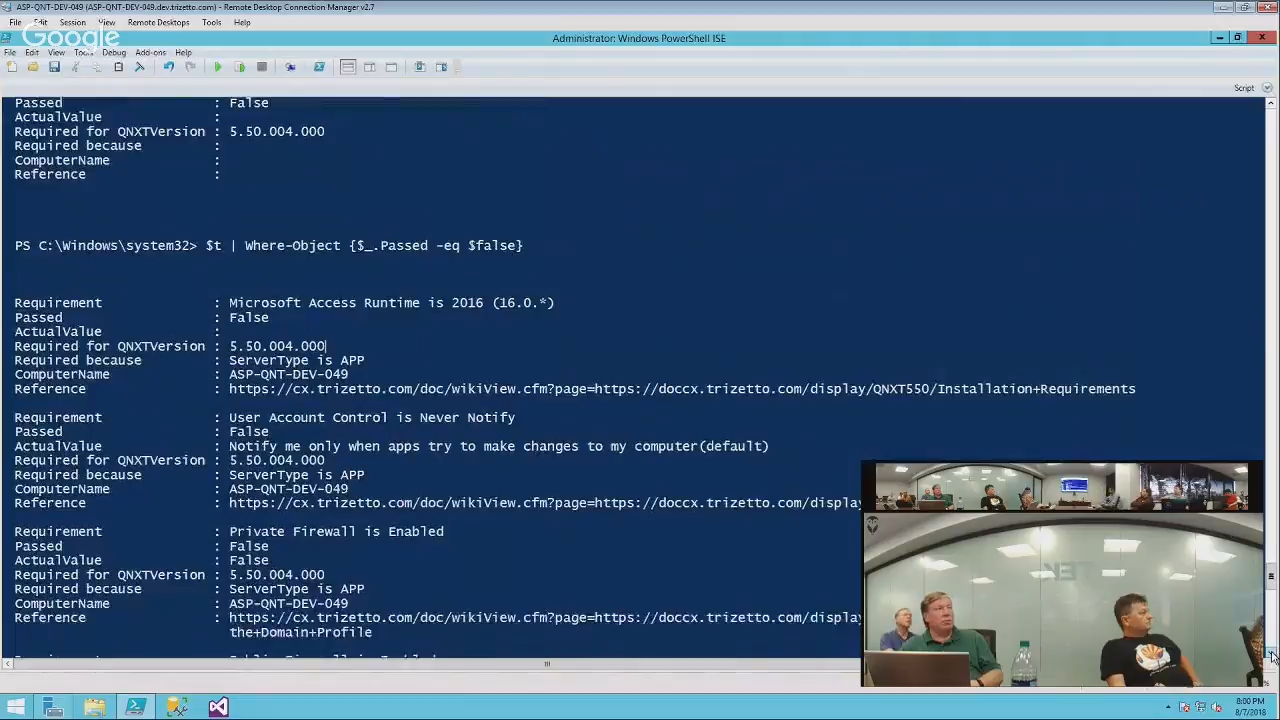 ASP-QNT-DEV-049 (ASP-QNT-DEV-049.dev.trizetto.com) - Remote Desktop Connection Manager v2.7
File Edit Session View Remote Desktops Tools Help
Google
Administrator: Windows PowerShell ISE
File Edit View Tools Debug Add-ons Help
Script
Passed : False
ActualValue :
Required for QNXTVersion : 5.50.004.000
Required because :
ComputerName :
Reference :
PS C:\Windows\system32> $t | Where-Object {$_.Passed -eq $false}
Requirement : Microsoft Access Runtime is 2016 (16.0.*)
Passed : False
ActualValue :
Required for QNXTVersion : 5.50.004.000
Required because : ServerType is APP
ComputerName : ASP-QNT-DEV-049
Reference : https://cx.trizetto.com/doc/wikiView.cfm?page=https://doccx.trizetto.com/display/QNXT550/Installation+Requirements
Requirement : User Account Control is Never Notify
Passed : False
ActualValue : Notify me only when apps try to make changes to my computer(default)
Required for QNXTVersion : 5.50.004.000
Required because : ServerType is APP
ComputerName : ASP-QNT-DEV-049
Reference : https://cx.trizetto.com/doc/wikiView.cfm?page=https://doccx.trizetto.com/display
Requirement : Private Firewall is Enabled
Passed : False
ActualValue : False
Required for QNXTVersion : 5.50.004.000
Required because : ServerType is APP
ComputerName : ASP-QNT-DEV-049
Reference : https://cx.trizetto.com/doc/wikiView.cfm?page=https://doccx.trizetto.com/display
the+Domain+Profile
8:00 PM
8/7/2018